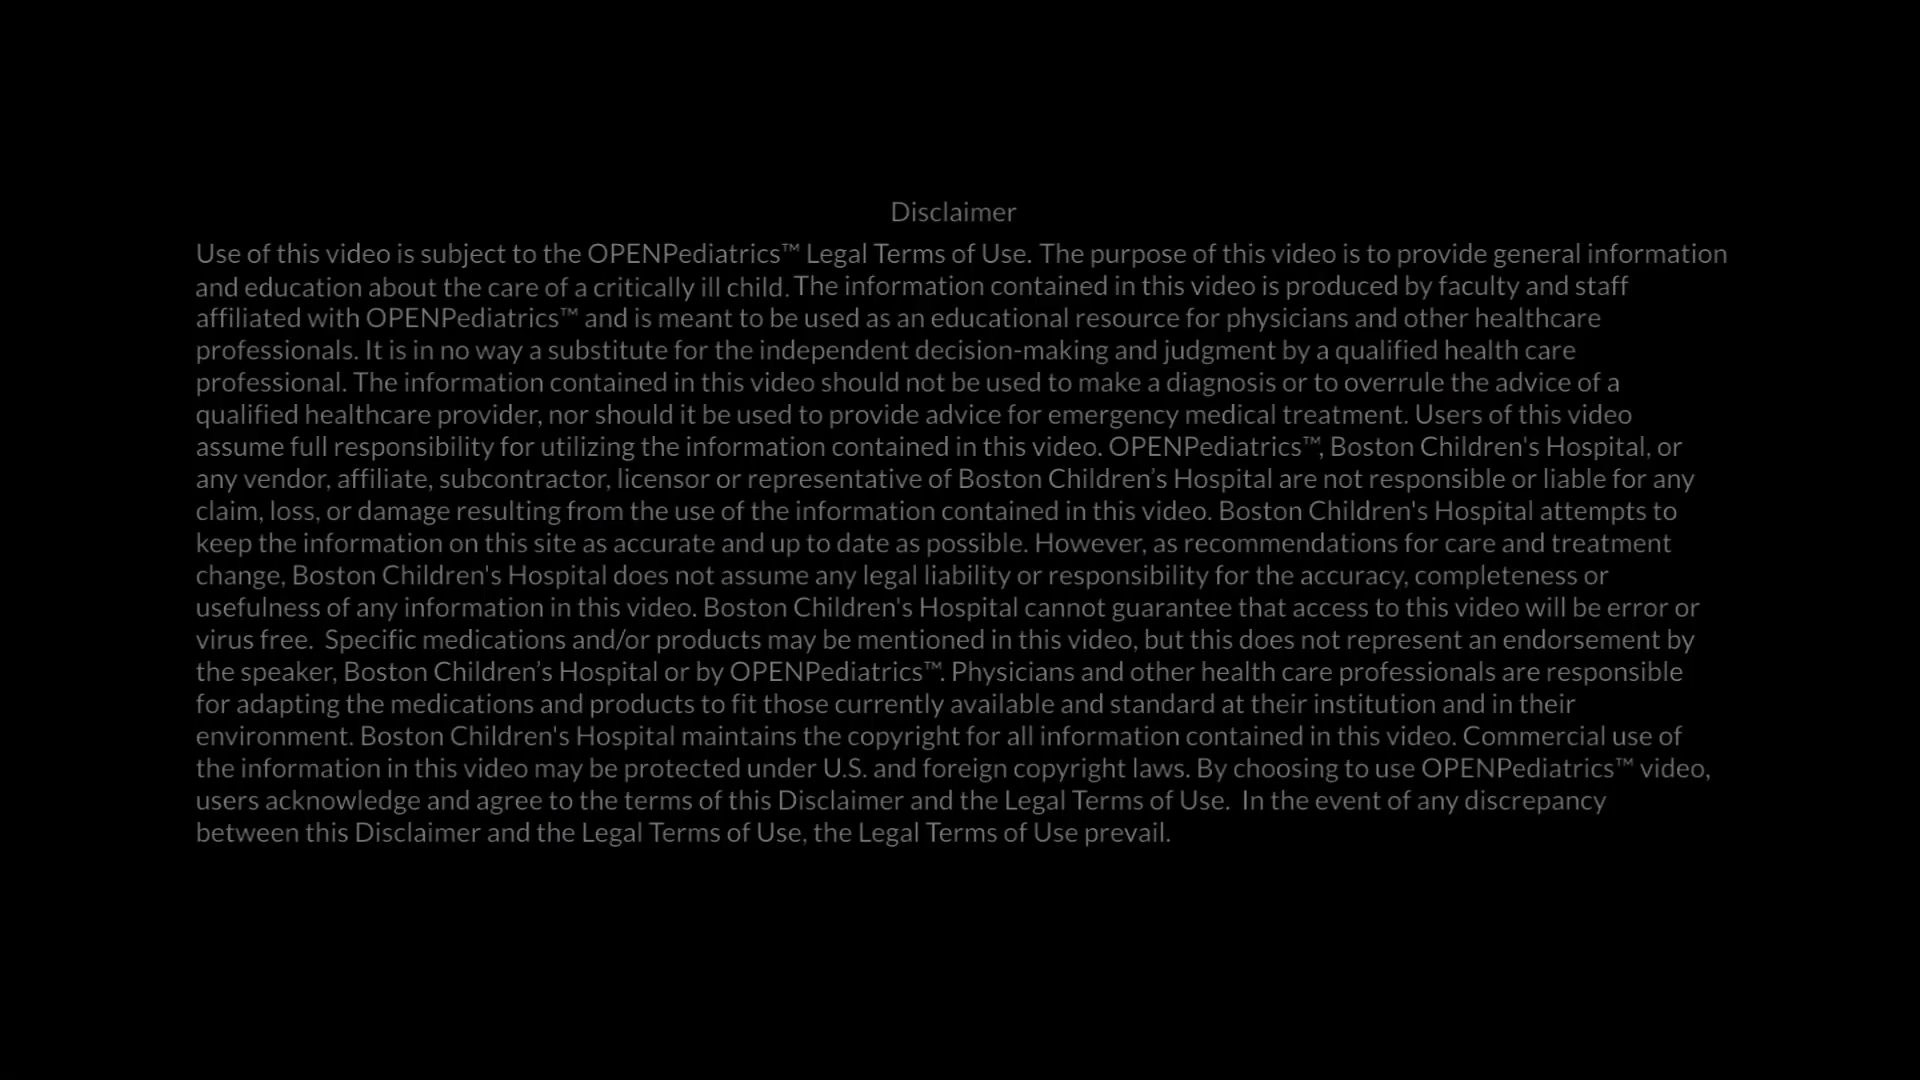 Disclaimer
Use of this video is subject to the OPENPediatrics™ Legal Terms of Use. The purpose of this video is to provide general information
and education about the care of a critically ill child. The information contained in this video is produced by faculty and staff
affiliated with OPENPediatrics™ and is meant to be used as an educational resource for physicians and other healthcare
professionals. It is in no way a substitute for the independent decision-making and judgment by a qualified health care
professional. The information contained in this video should not be used to make a diagnosis or to overrule the advice of a
qualified healthcare provider, nor should it be used to provide advice for emergency medical treatment. Users of this video
assume full responsibility for utilizing the information contained in this video. OPENPediatrics™, Boston Children's Hospital, or
any vendor, affiliate, subcontractor, licensor or representative of Boston Children’s Hospital are not responsible or liable for any
claim, loss, or damage resulting from the use of the information contained in this video. Boston Children's Hospital attempts to
keep the information on this site as accurate and up to date as possible. However, as recommendations for care and treatment
change, Boston Children's Hospital does not assume any legal liability or responsibility for the accuracy, completeness or
usefulness of any information in this video. Boston Children's Hospital cannot guarantee that access to this video will be error or
virus free.  Specific medications and/or products may be mentioned in this video, but this does not represent an endorsement by
the speaker, Boston Children’s Hospital or by OPENPediatrics™. Physicians and other health care professionals are responsible
for adapting the medications and products to fit those currently available and standard at their institution and in their
environment. Boston Children's Hospital maintains the copyright for all information contained in this video. Commercial use of
the information in this video may be protected under U.S. and foreign copyright laws. By choosing to use OPENPediatrics™ video,
users acknowledge and agree to the terms of this Disclaimer and the Legal Terms of Use.  In the event of any discrepancy
between this Disclaimer and the Legal Terms of Use, the Legal Terms of Use prevail.